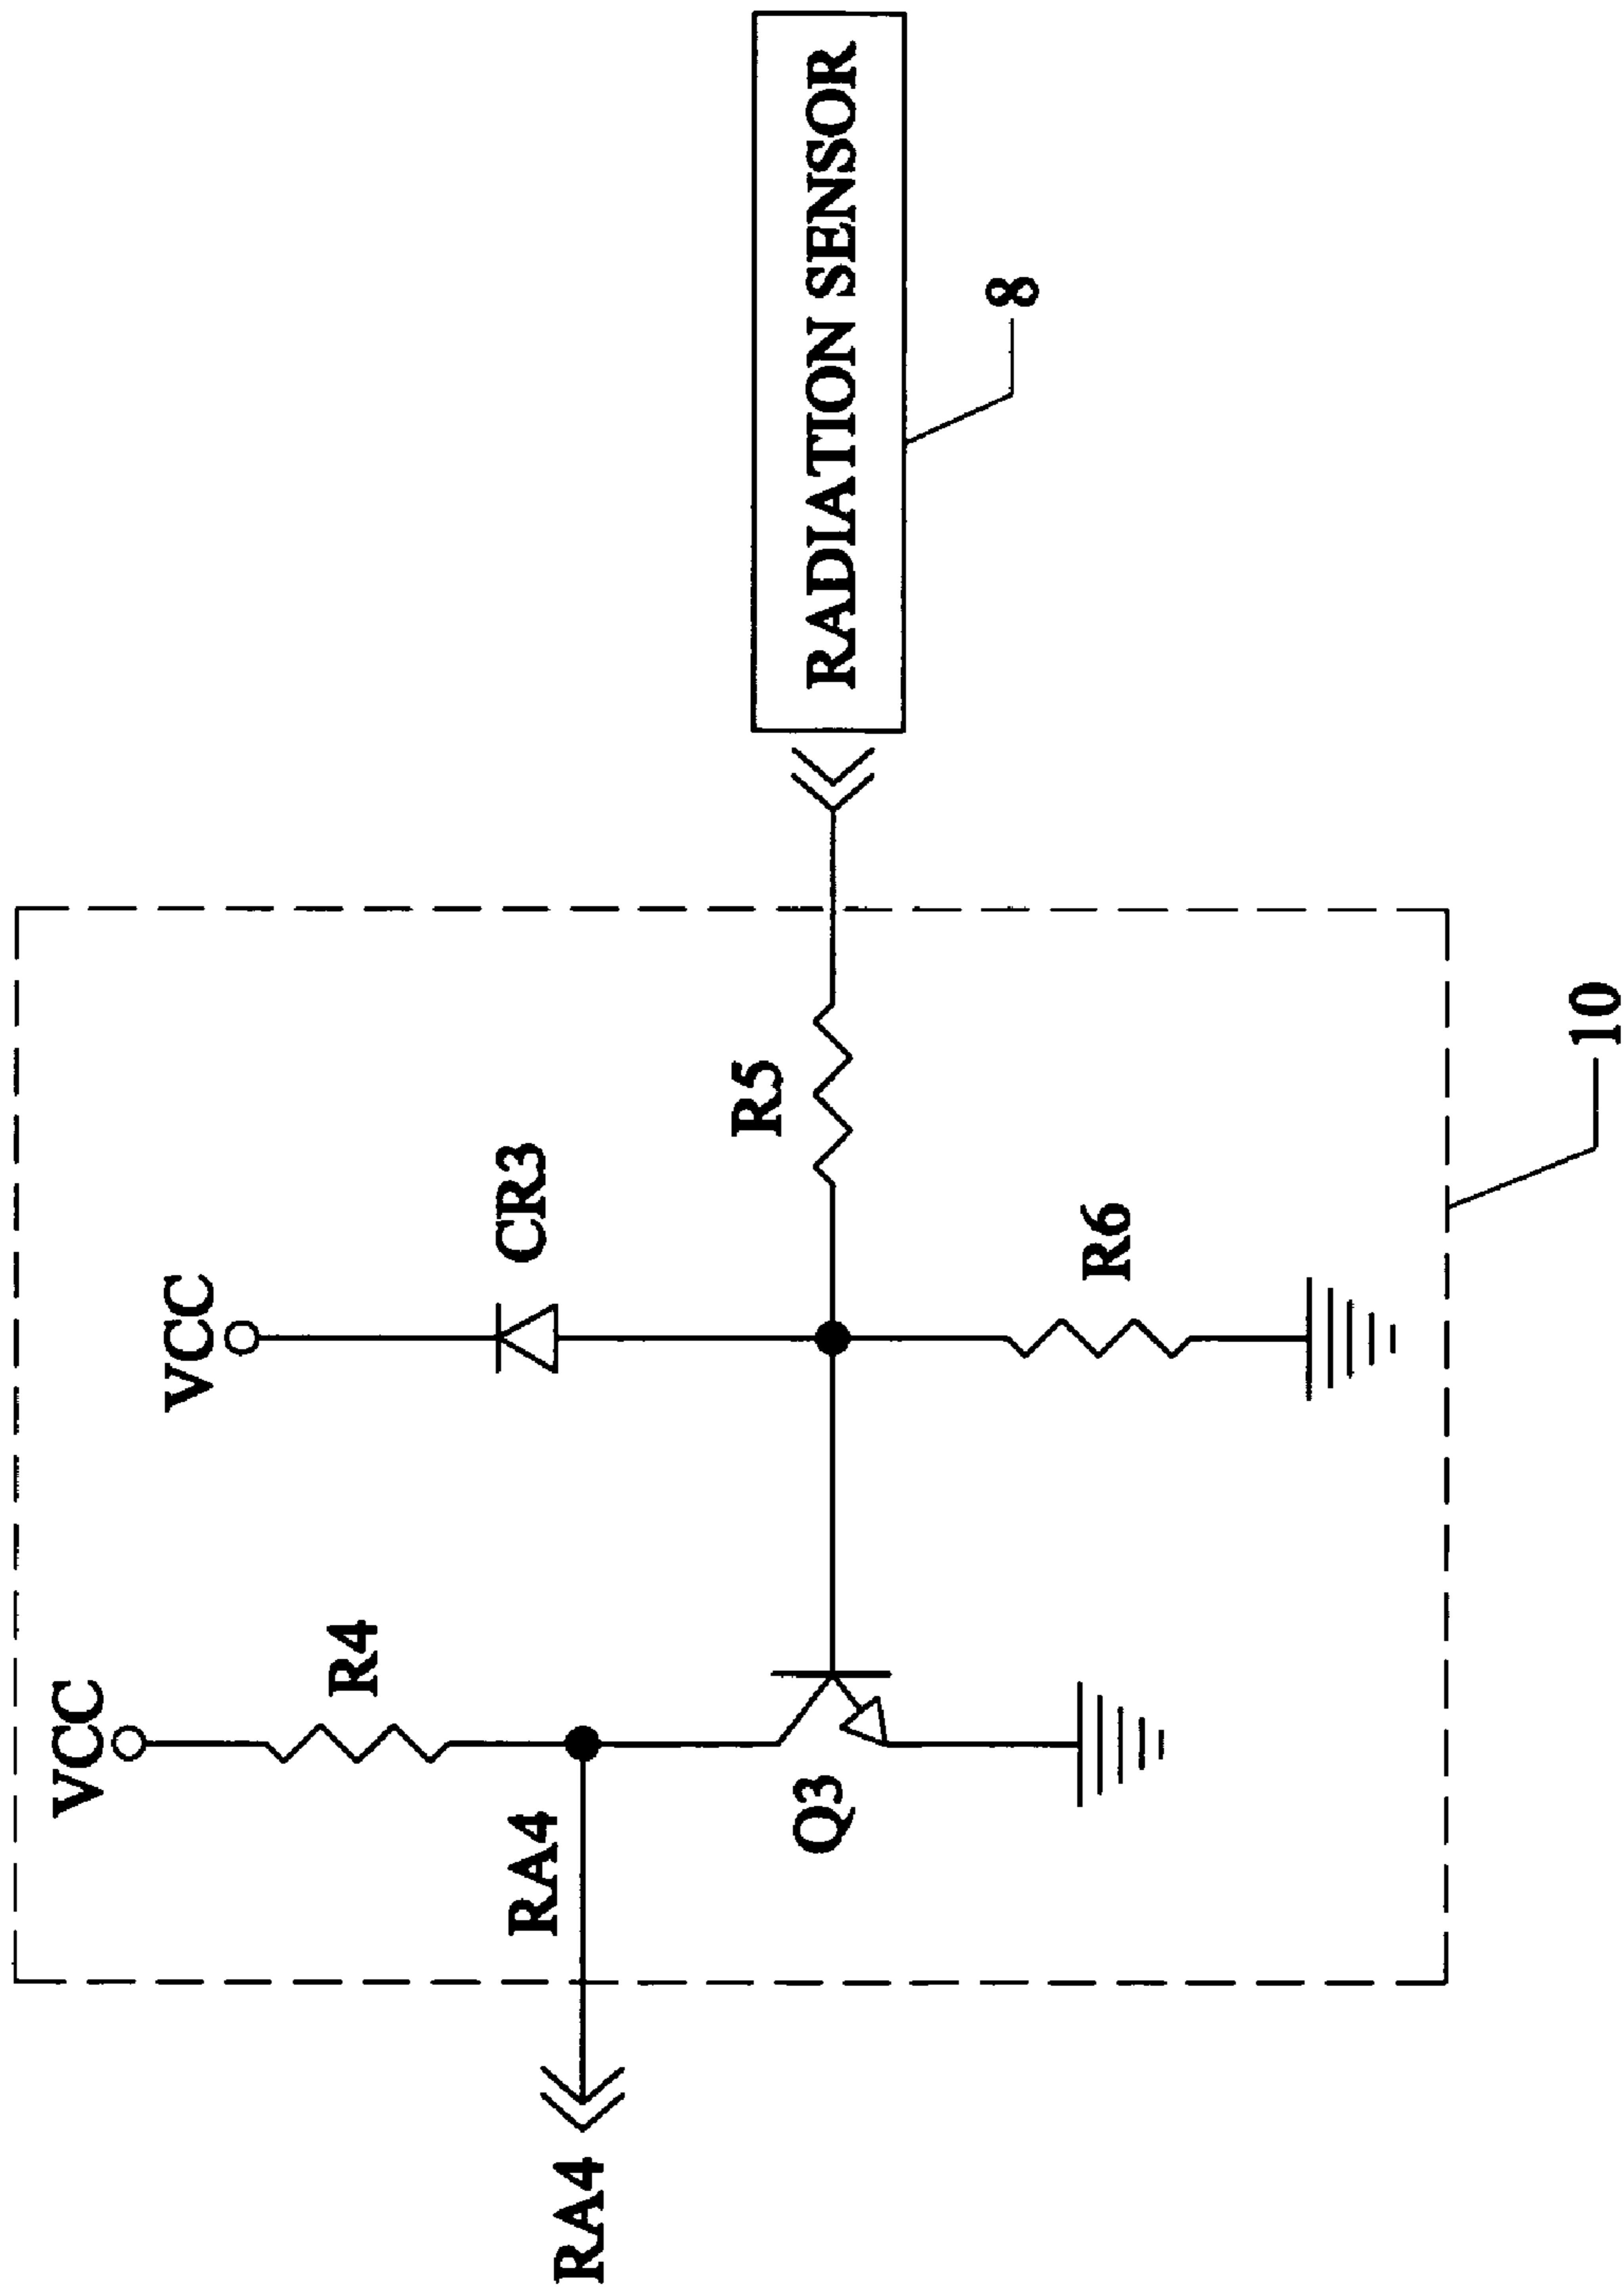 RADIATION SENSOR
8
10
R5
CR3
R6
VCC
VCC
R4
RA4
Q3
RA4